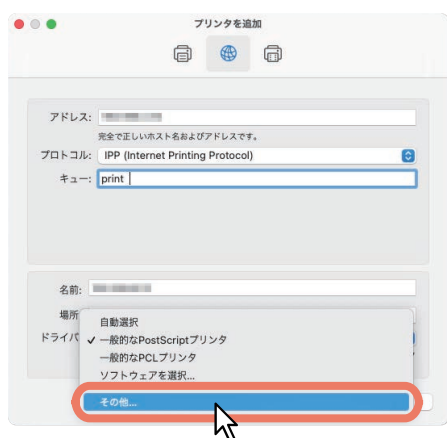 プリンタを追加
アドレス:
完全で正しいホスト名およびアドレスです。
プロトコル: IPP (Internet Printing Protocol)
キュー: print
名前:
場所
自動選択
ドライバ ✓ 一般的なPostScriptプリンタ
一般的なPCLプリンタ
ソフトウェアを選択...
その他...